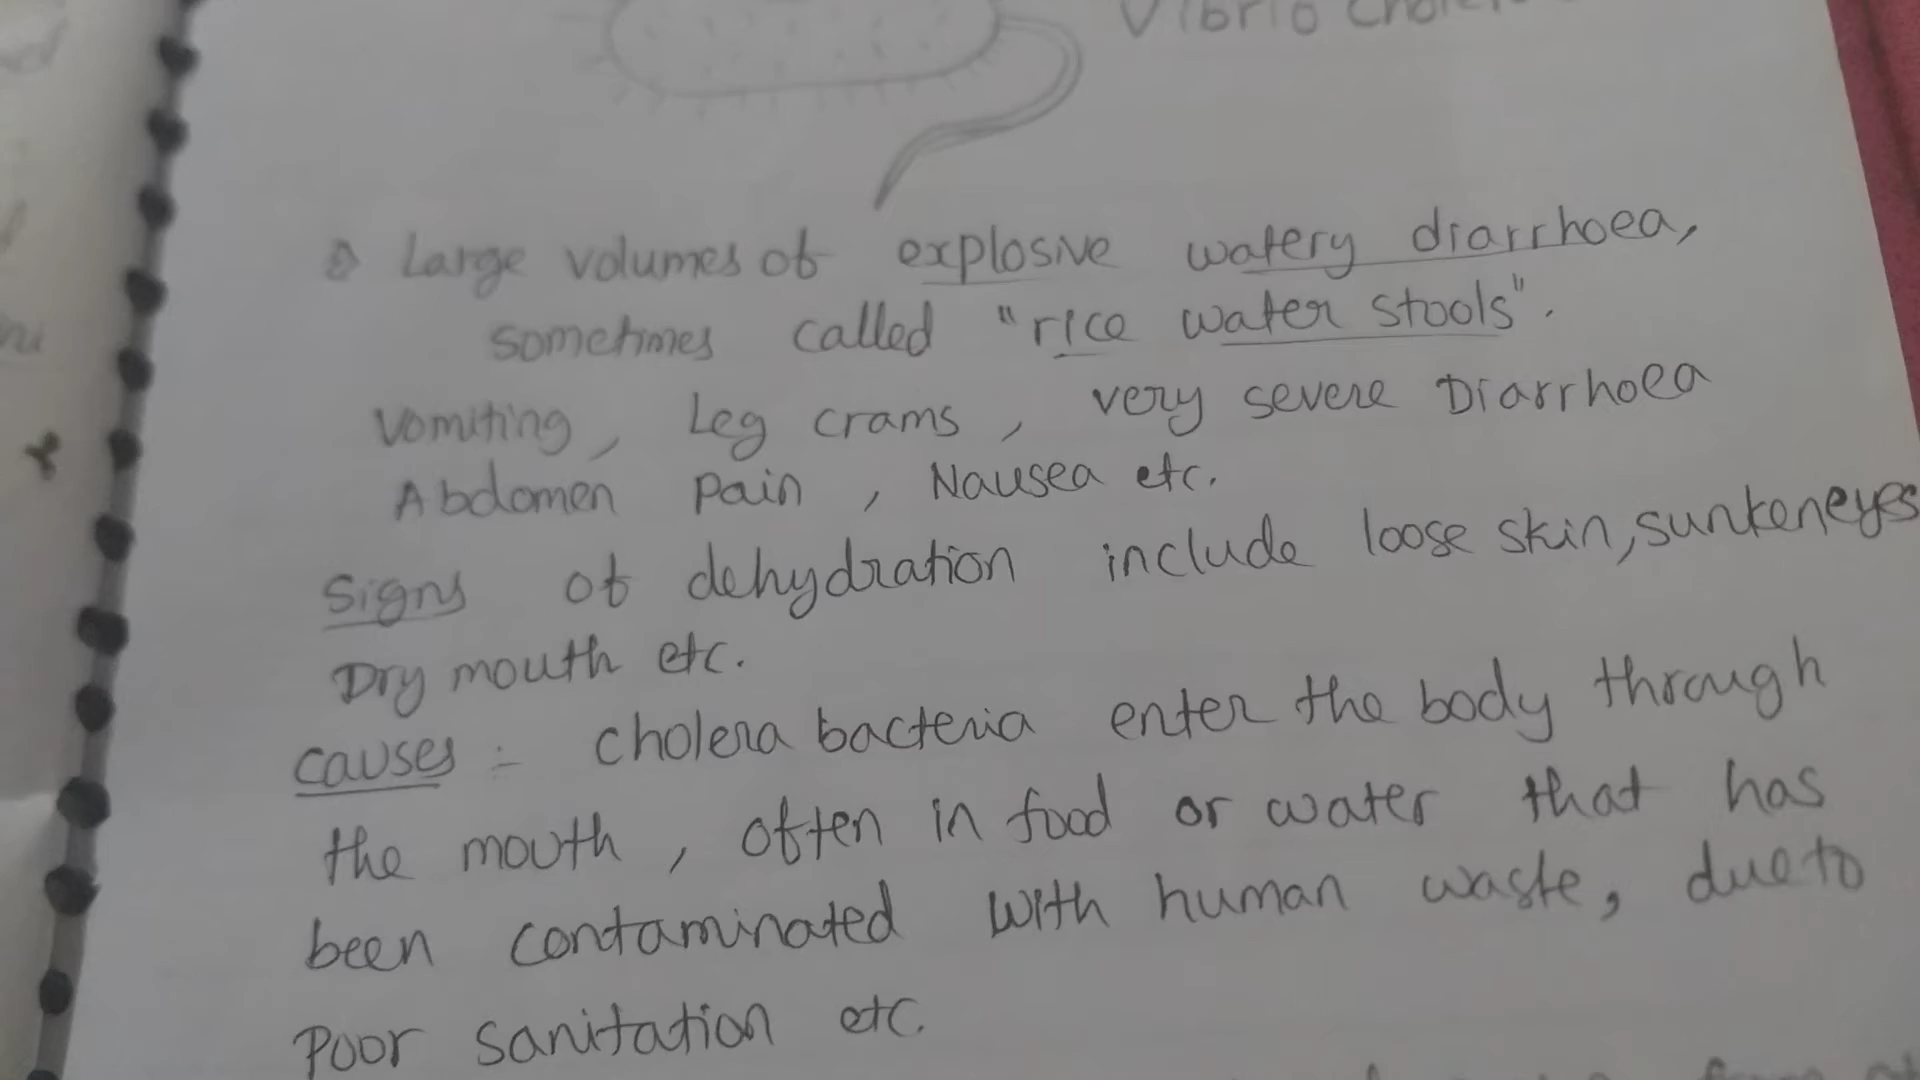 Vibrio
Large volumes of explosive watery diarrhoea,
sometimes called "rice water stools".
Vomiting, Leg crams, very severe Diarrhoea
Abdomen Pain, Nausea etc.
Signs of dehydration include loose skin, sunken eyes
Dry mouth etc.
causes :- cholera bacteria enter the body through
the mouth, often in food or water that has
been contaminated with human waste, due to
Poor sanitation etc.